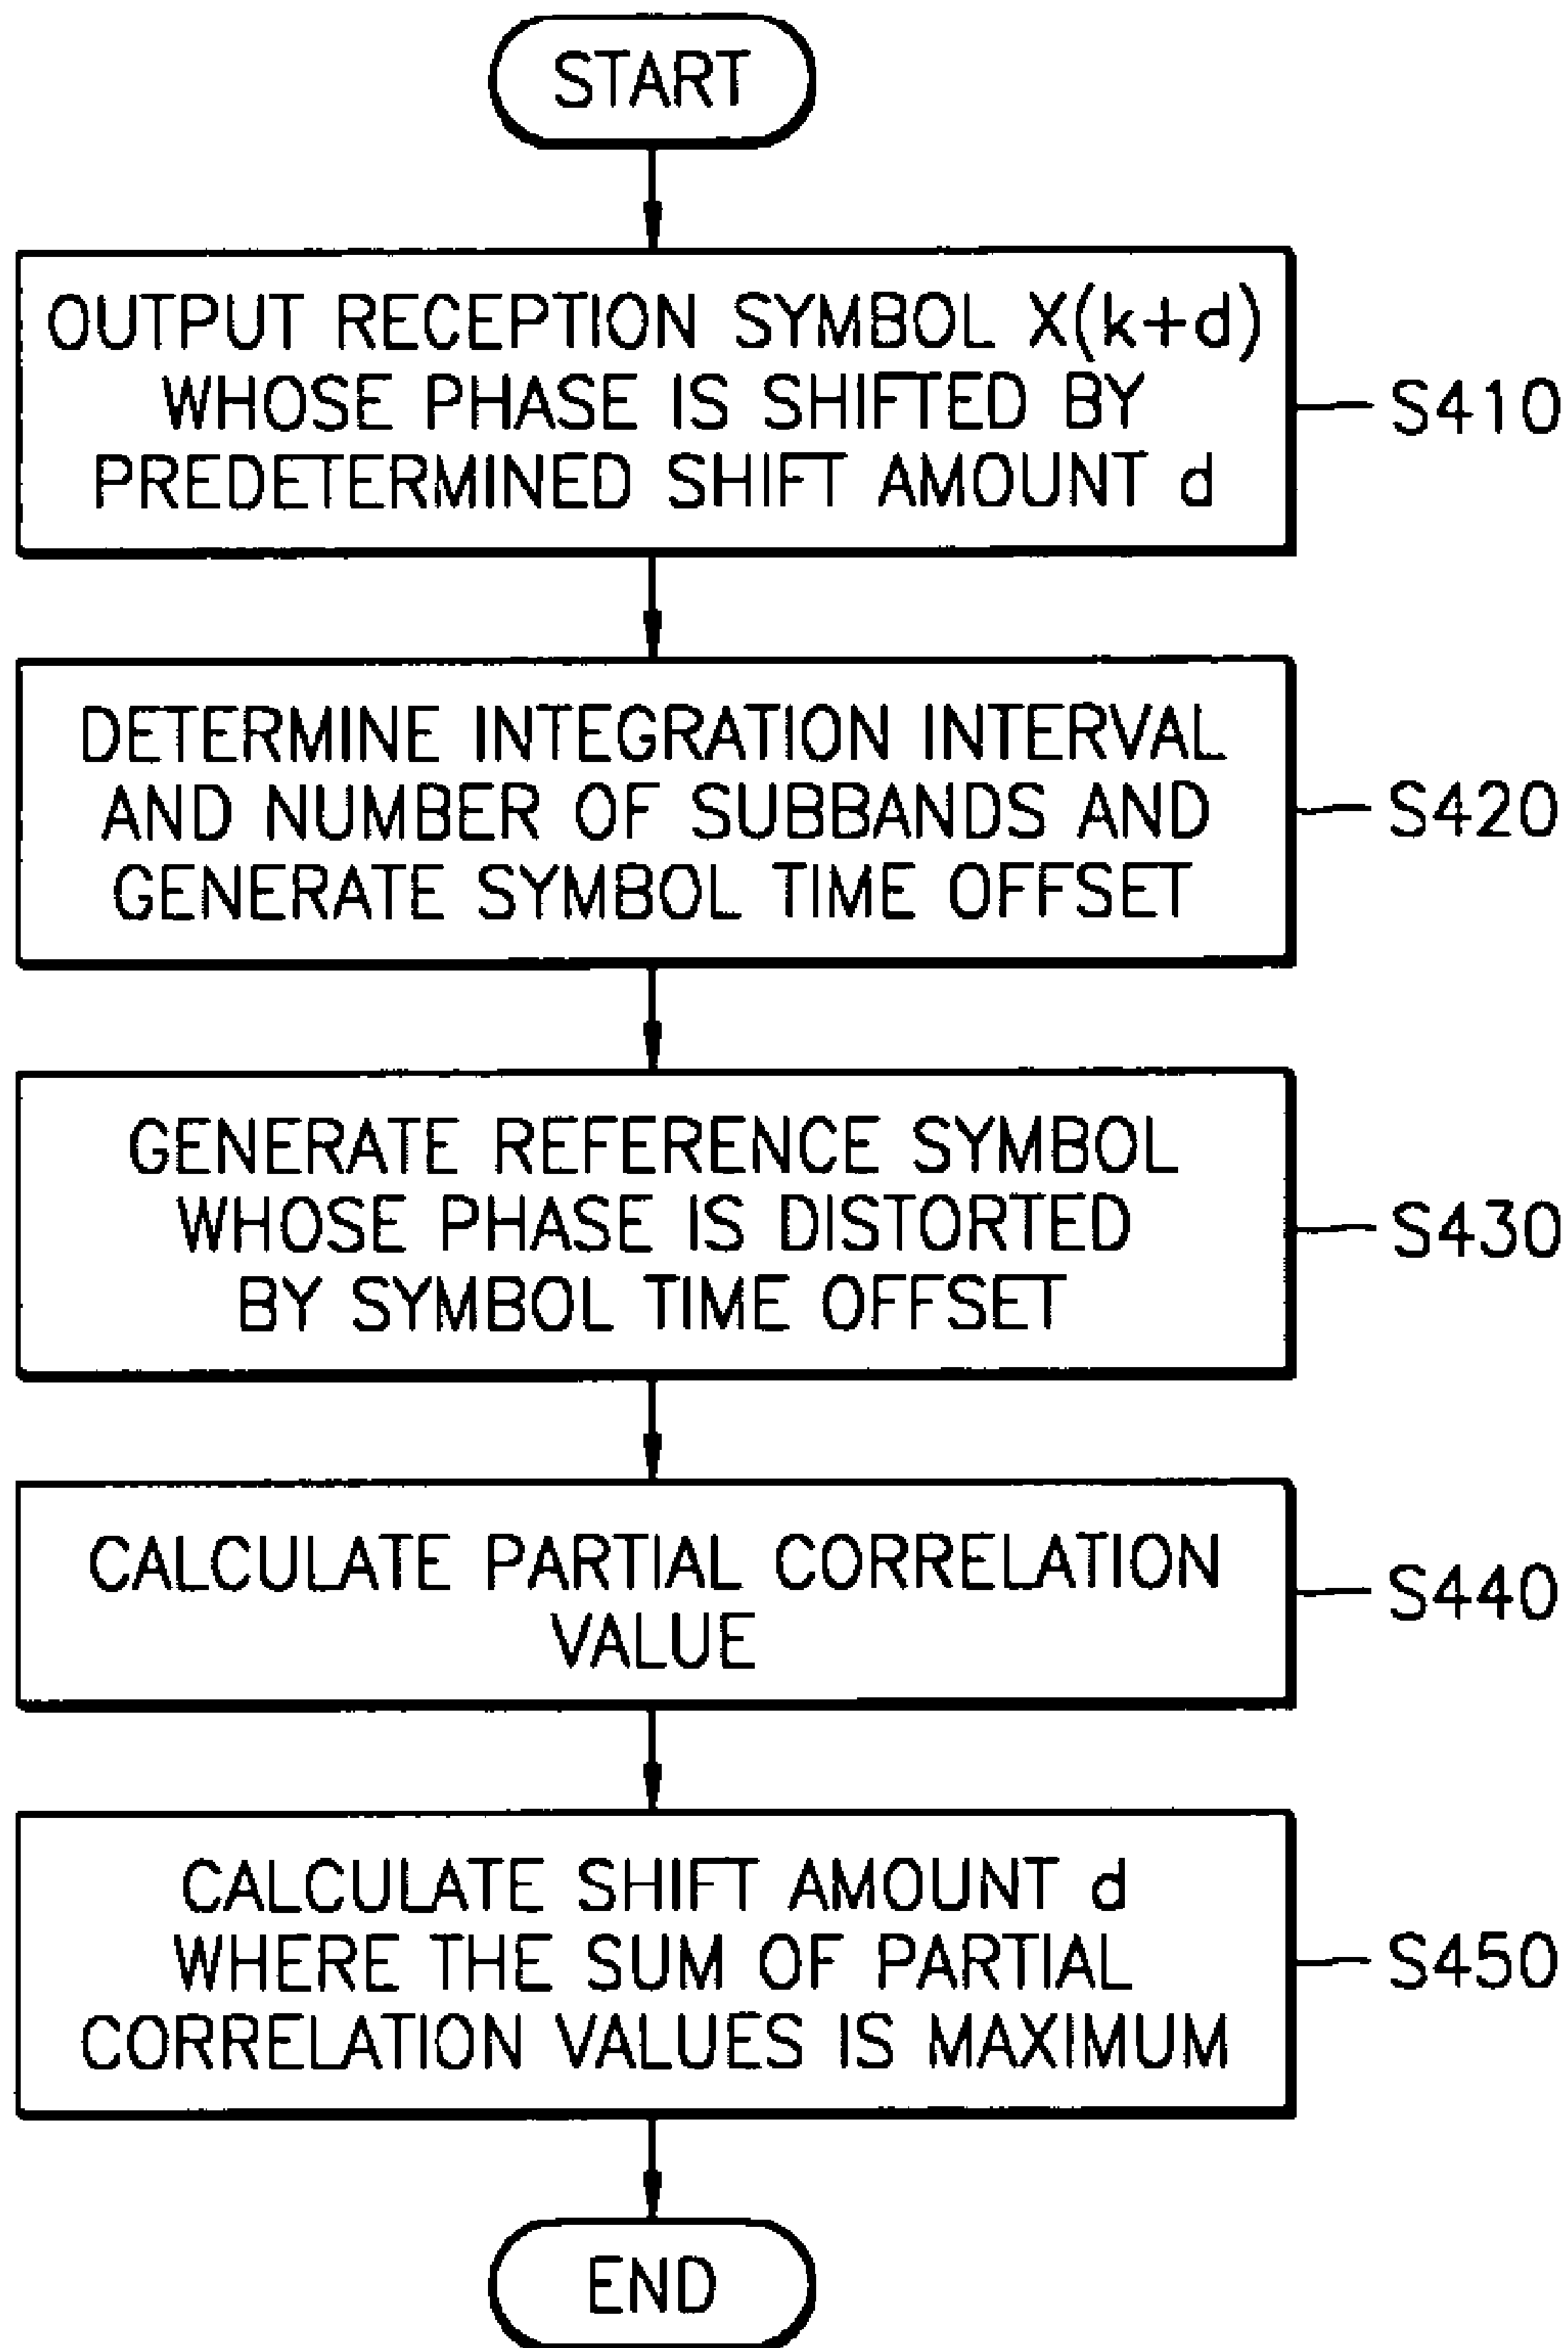 START
OUTPUT RECEPTION SYMBOL X(k+d)
WHOSE PHASE IS SHIFTED BY
PREDETERMINED SHIFT AMOUNT d
S410
DETERMINE INTEGRATION INTERVAL
AND NUMBER OF SUBBANDS AND
GENERATE SYMBOL TIME OFFSET
S420
GENERATE REFERENCE SYMBOL
WHOSE PHASE IS DISTORTED
BY SYMBOL TIME OFFSET
S430
CALCULATE PARTIAL CORRELATION
VALUE
S440
CALCULATE SHIFT AMOUNT d
WHERE THE SUM OF PARTIAL
CORRELATION VALUES IS MAXIMUM
S450
END